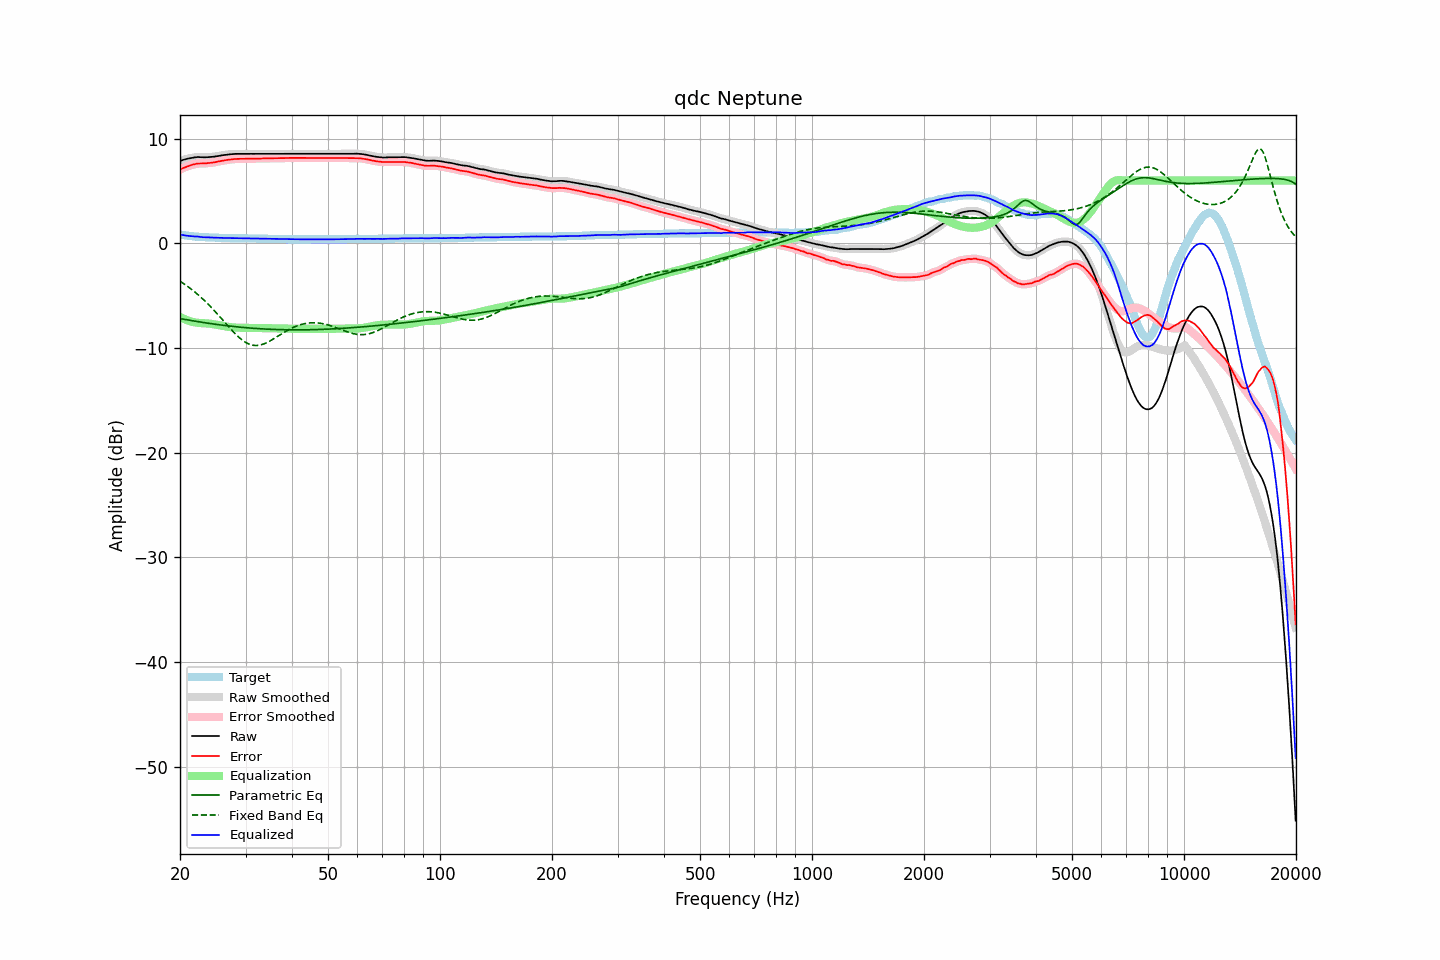 qdc Neptune
10
0
−10
−20
−30
−40
−50
Amplitude (dBr)
Target
Raw Smoothed
Error Smoothed
Raw
Error
Equalization
Parametric Eq
Fixed Band Eq
Equalized
20 50 100 200 500 1000 2000 5000 10000 20000
Frequency (Hz)